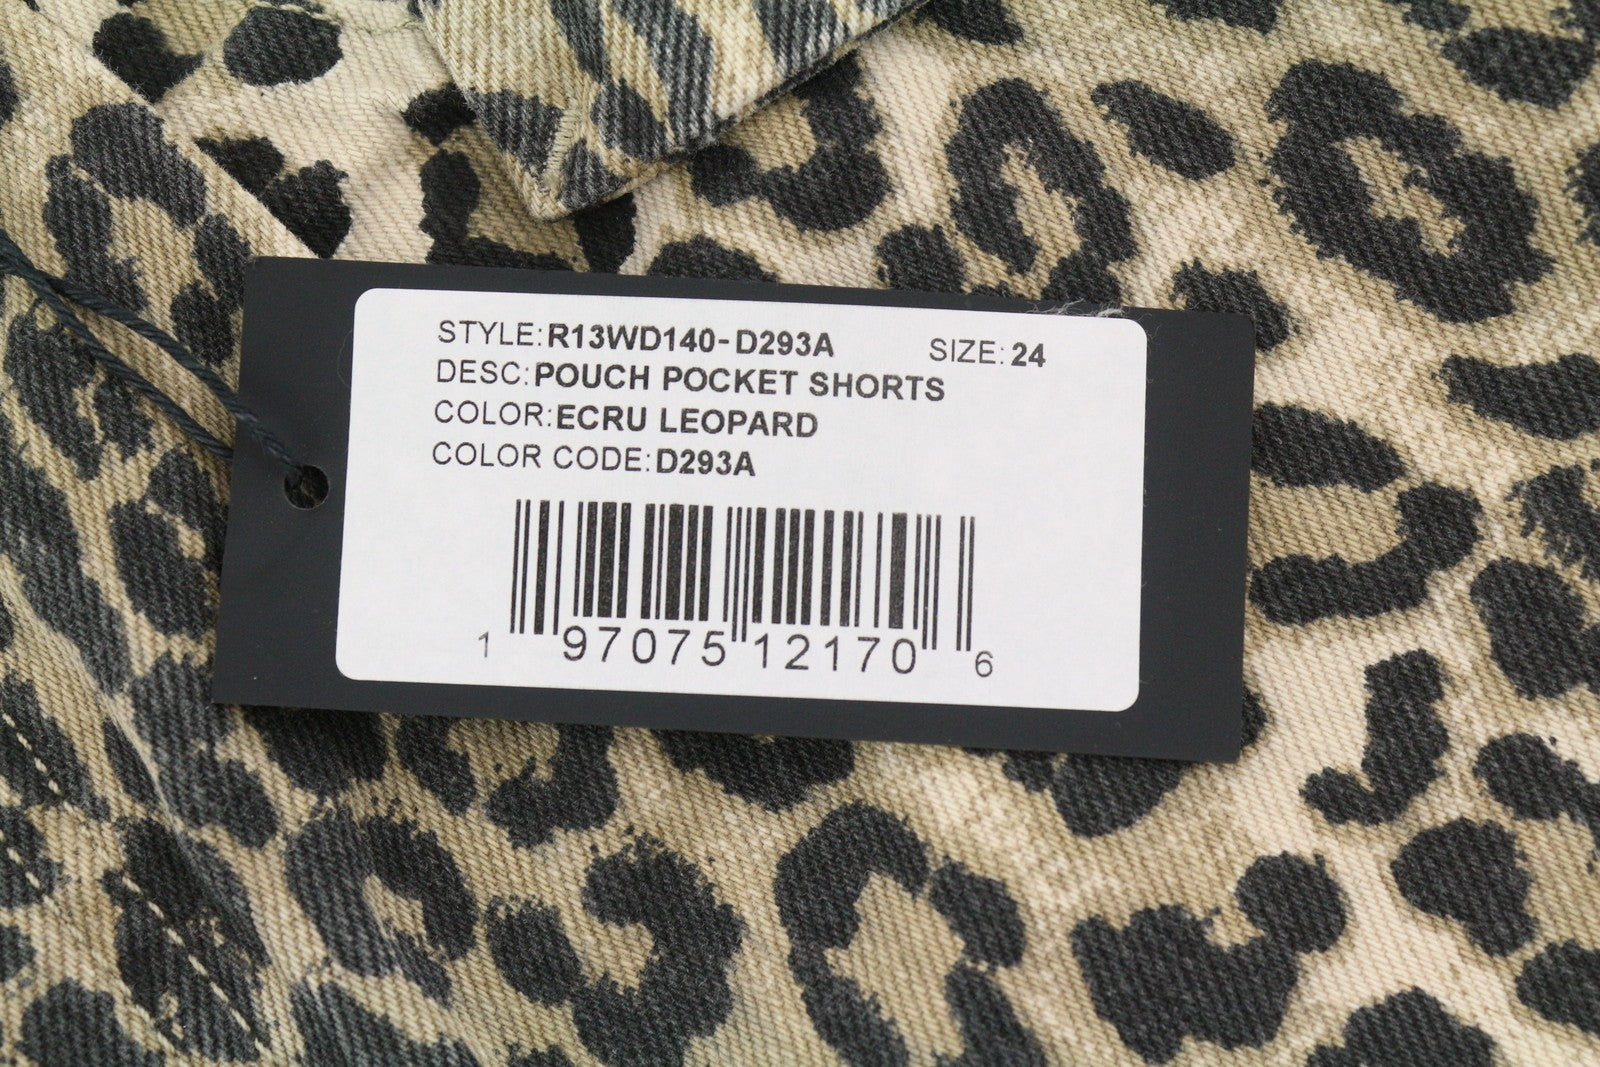 STYLE:R13WD140-D293A SIZE:24
DESC:POUCH POCKET SHORTS
COLOR:ECRU LEOPARD
COLOR CODE:D293A
1 97075 12170 6